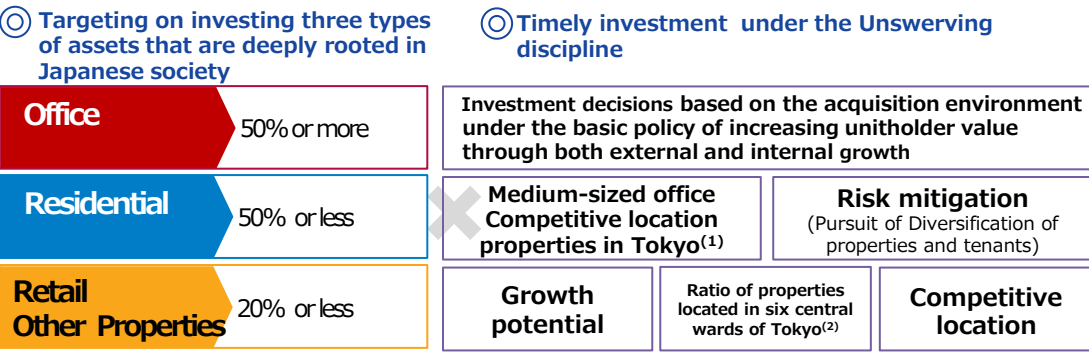 ◎ Targeting on investing three types
of assets that are deeply rooted in
Japanese society
Office
50% or more
Residential
50% or less
Retail
Other Properties
20% or less
◎ Timely investment under the Unswerving
discipline
Investment decisions based on the acquisition environment
under the basic policy of increasing unitholder value
through both external and internal growth
Medium-sized office
Competitive location
properties in Tokyo(1)
Risk mitigation
(Pursuit of Diversification of
properties and tenants)
Growth
potential
Ratio of properties
located in six central
wards of Tokyo(2)
Competitive
location